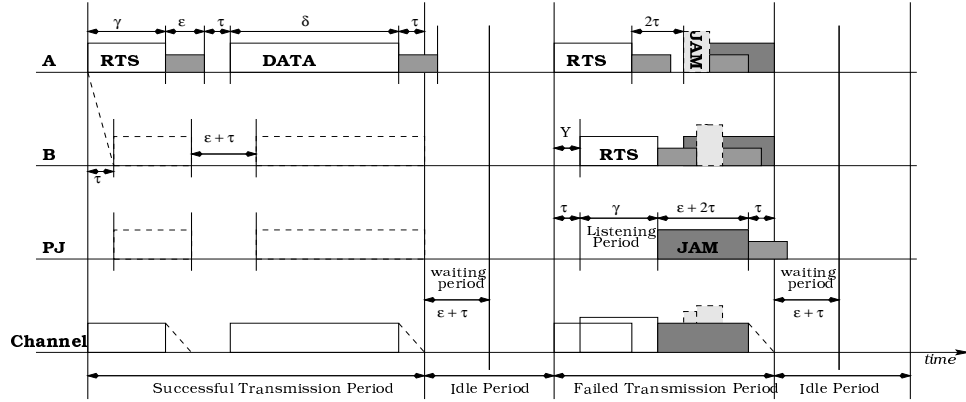 γ ε τ δ τ 2τ
A RTS DATA RTS JAM
ε + τ Y
B RTS
τ
τ γ ε + 2τ τ
Listening
Period
PJ JAM
waiting
period
waiting
period
ε + τ ε + τ
Channel
time
Successful Transmission Period Idle Period Failed Transmission Period Idle Period